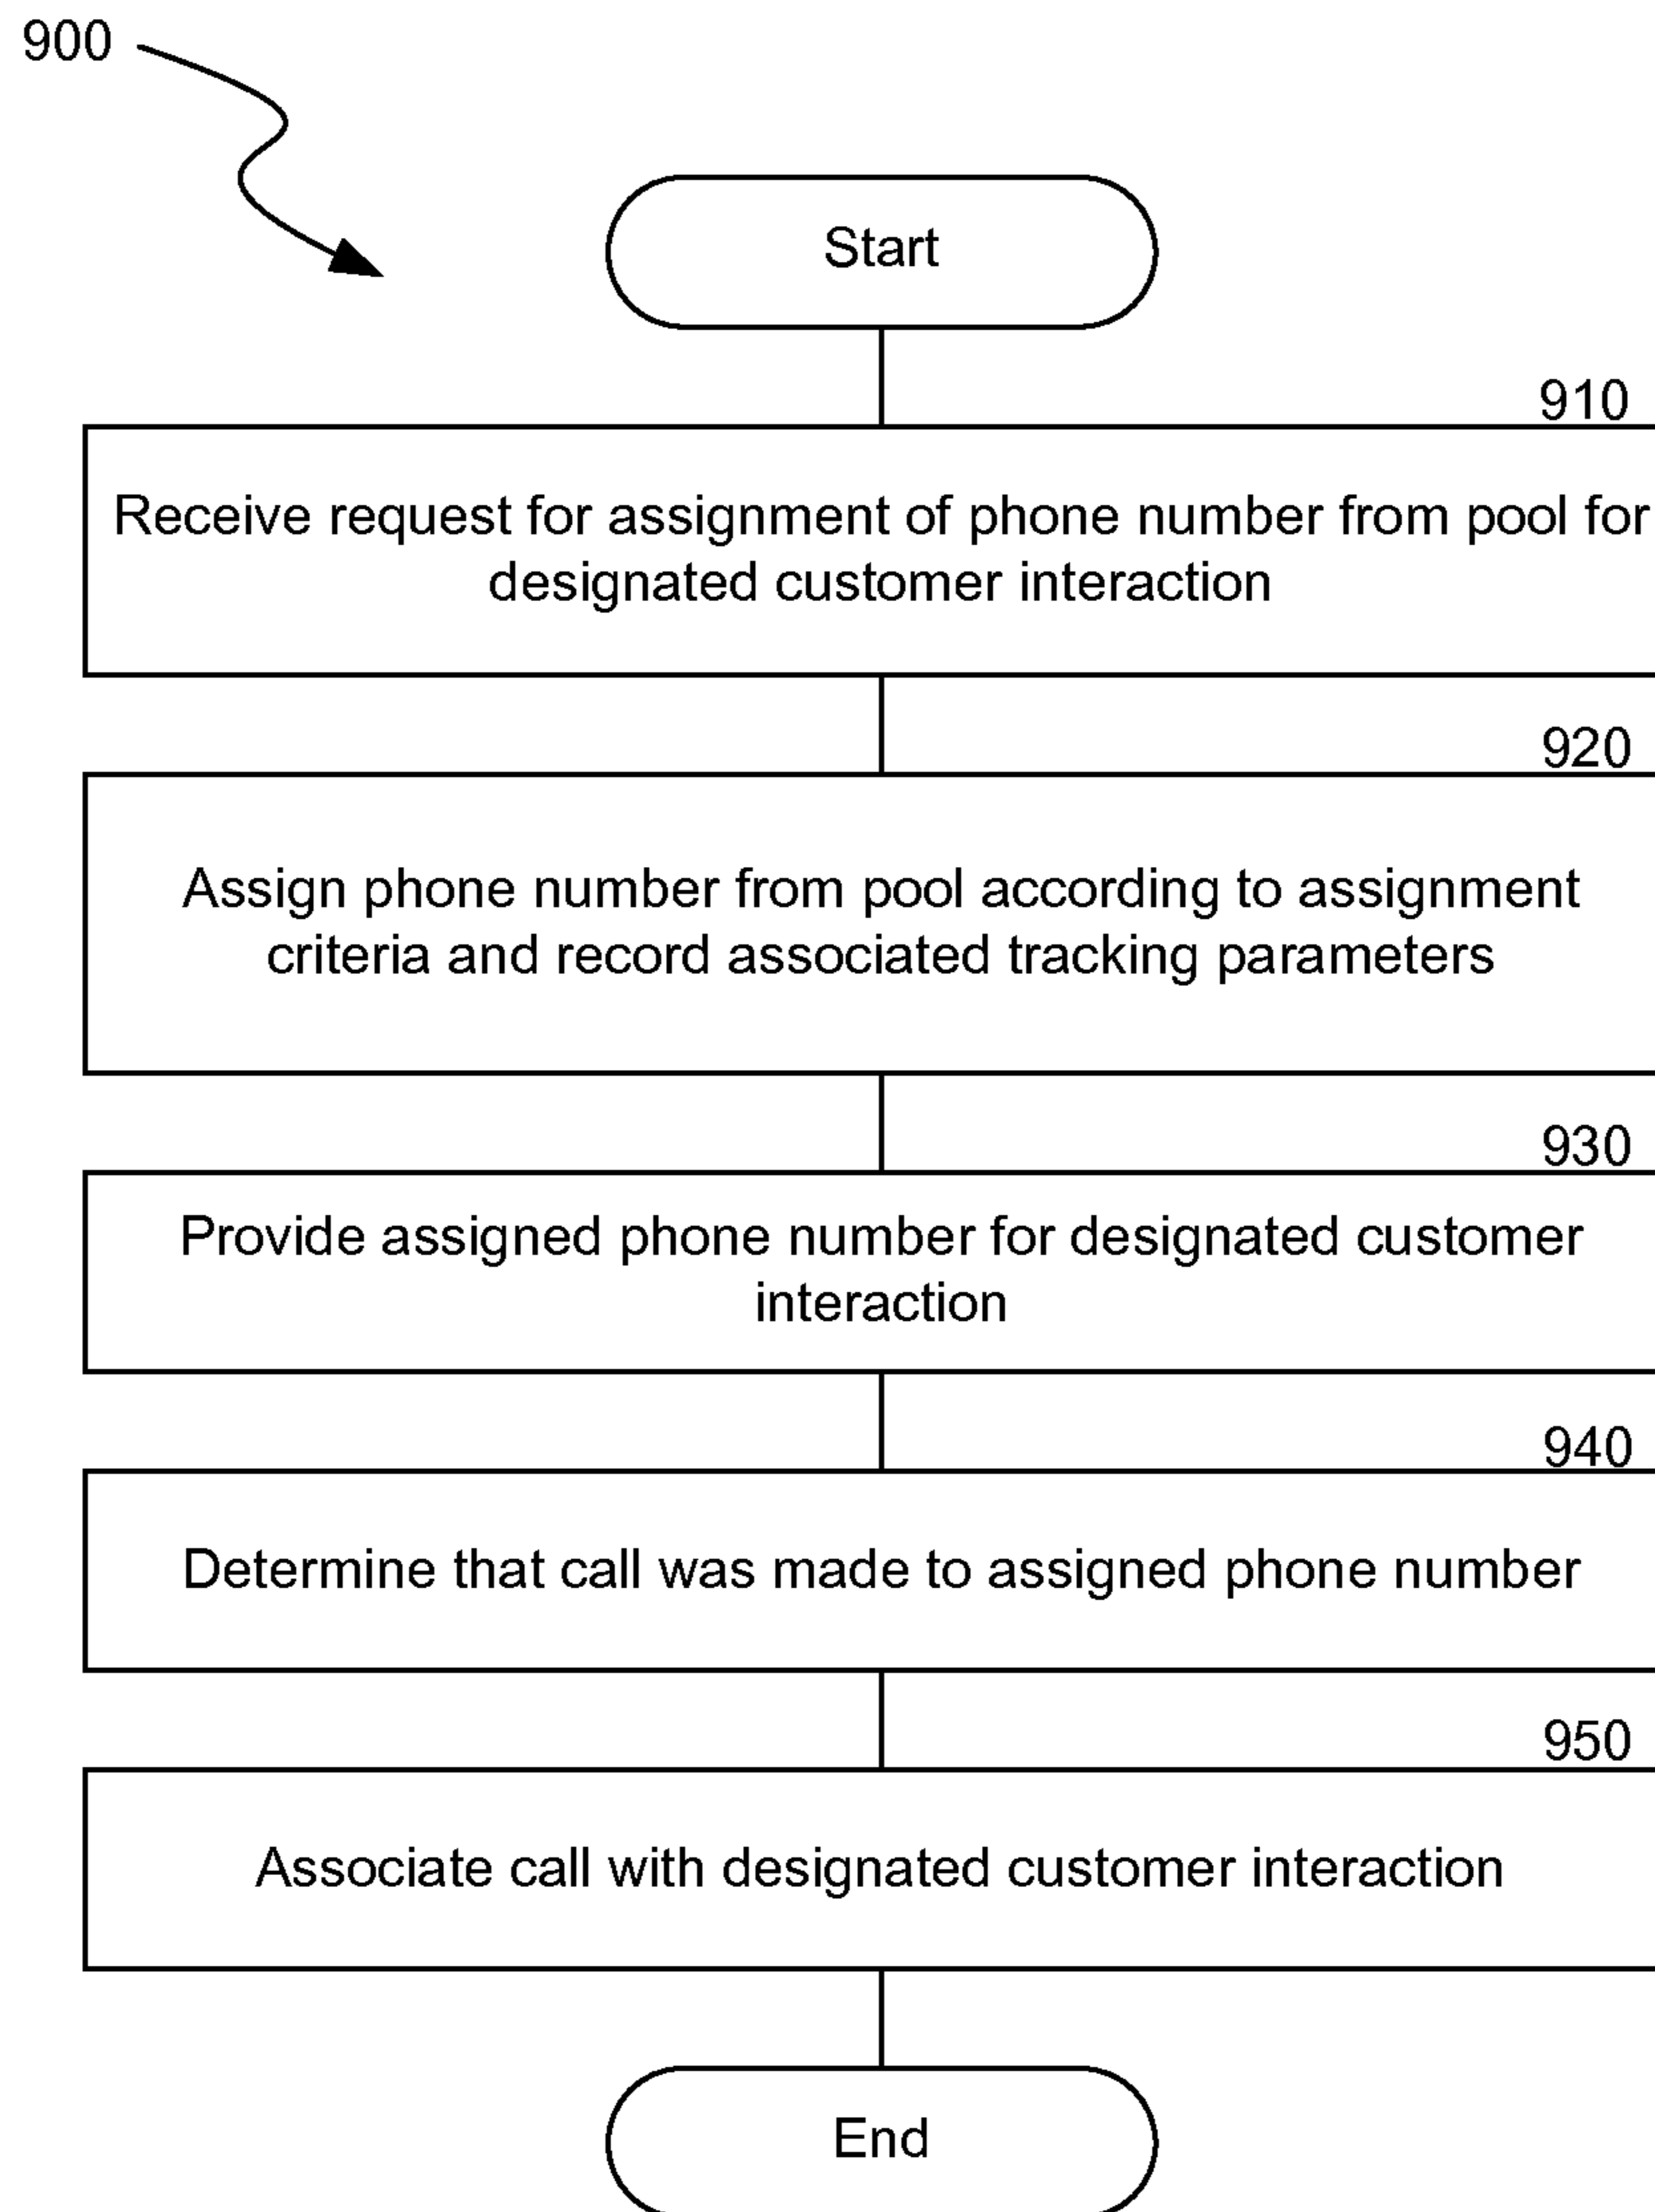 900
Start
910
Receive request for assignment of phone number from pool for
designated customer interaction
920
Assign phone number from pool according to assignment
criteria and record associated tracking parameters
930
Provide assigned phone number for designated customer
interaction
940
Determine that call was made to assigned phone number
950
Associate call with designated customer interaction
End